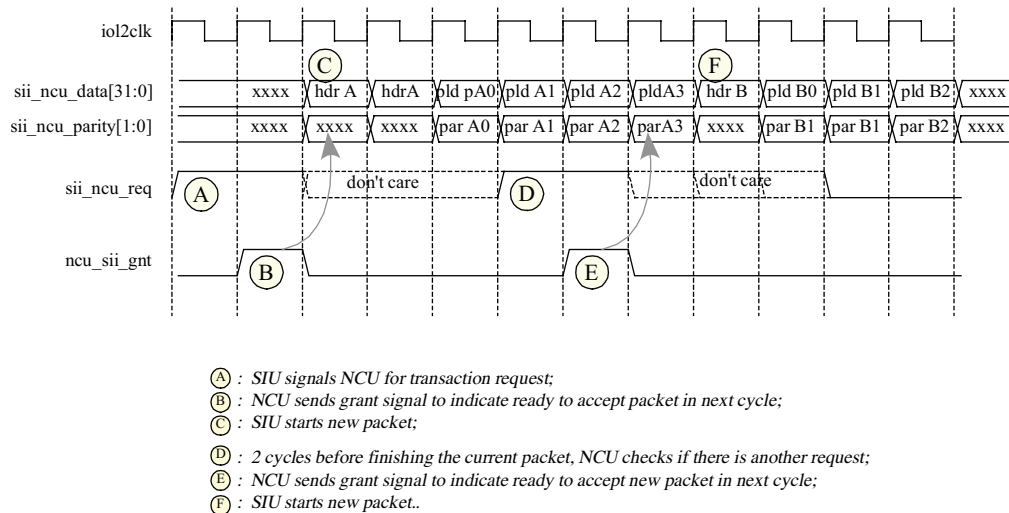 iol2clk
C
F
sii_ncu_data[31:0] xxxx hdr A hdrA pld pA0 pld A1 pld A2 pldA3 hdr B pld B0 pld B1 pld B2 xxxx
sii_ncu_parity[1:0] xxxx xxxx xxxx par A0 par A1 par A2 parA3 xxxx par B1 par B1 par B2 xxxx
sii_ncu_req A don't care D don't care
ncu_sii_gnt B E
A : SIU signals NCU for transaction request;
B : NCU sends grant signal to indicate ready to accept packet in next cycle;
C : SIU starts new packet;
D : 2 cycles before finishing the current packet, NCU checks if there is another request;
E : NCU sends grant signal to indicate ready to accept new packet in next cycle;
F : SIU starts new packet..